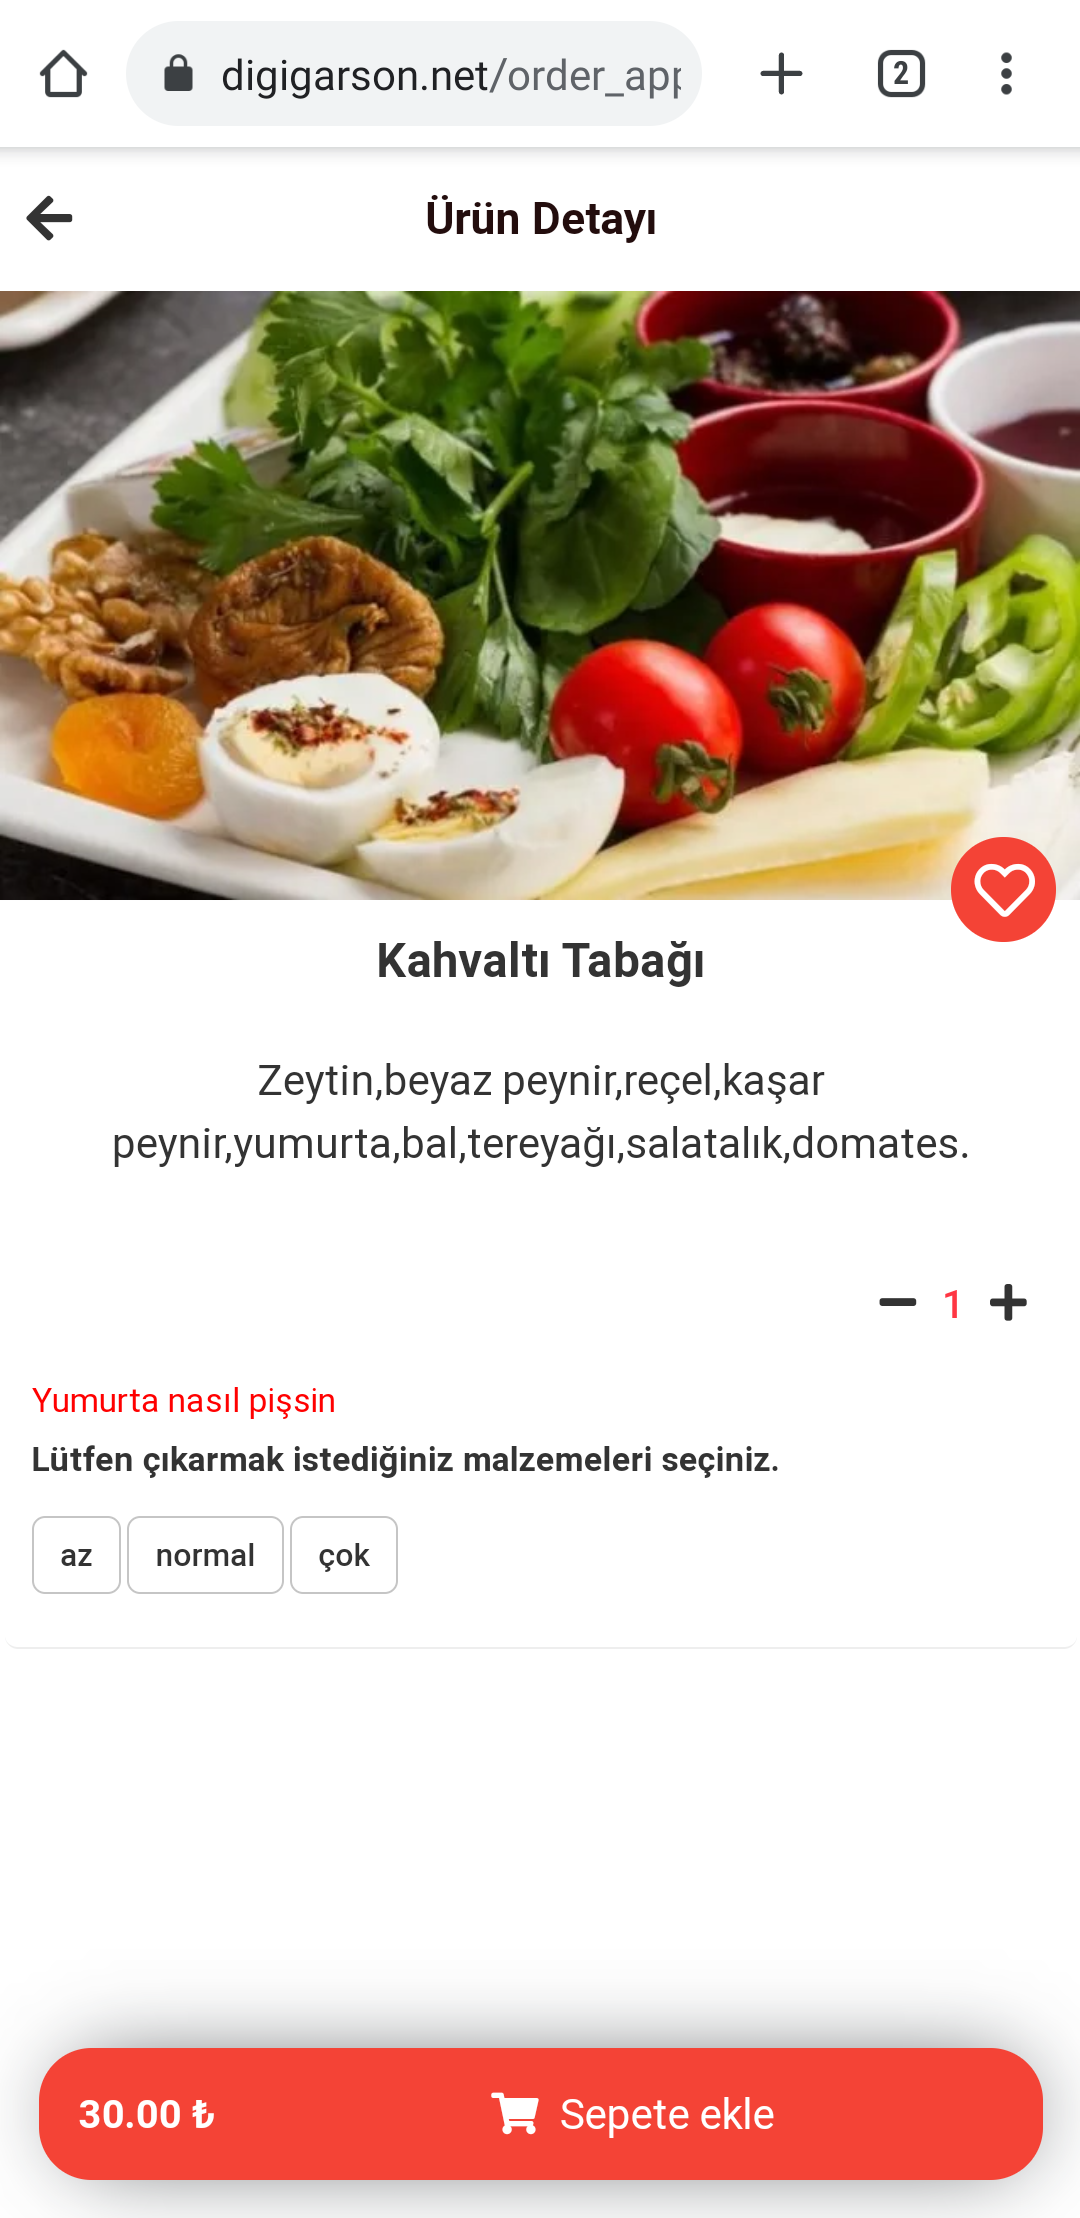 digigarson.net/order_app
2
Ürün Detayı
Kahvaltı Tabağı
Zeytin,beyaz peynir,reçel,kaşar
peynir,yumurta,bal,tereyağı,salatalık,domates.
1
Yumurta nasıl pişsin
Lütfen çıkarmak istediğiniz malzemeleri seçiniz.
az normal çok
30.00 ₺ Sepete ekle